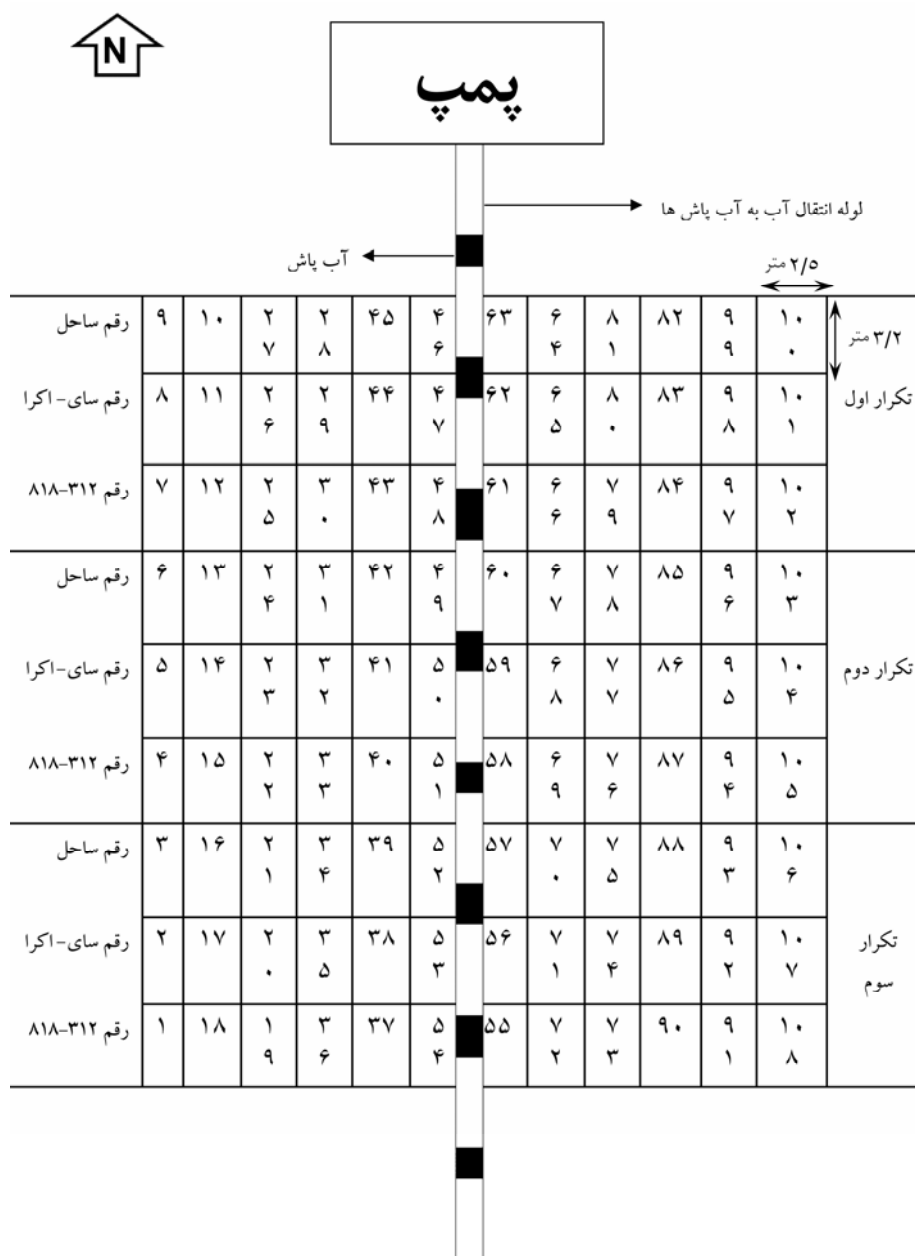 N
پمپ
لوله انتقال آب به آب پاش ها
آب پاش
۲/۵ متر
۳/۲ متر ۱۰۰ ۹۹ ۸۲ ۸۱ ۶۴ ۶۳ ۴۶ ۴۵ ۲۸ ۲۷ ۱۰ ۹ رقم ساحل
تکرار اول ۱۰۱ ۹۸ ۸۳ ۸۰ ۶۵ ۶۲ ۴۷ ۴۴ ۲۹ ۲۶ ۱۱ ۸ رقم سای-اکرا
۱۰۲ ۹۷ ۸۴ ۷۹ ۶۶ ۶۱ ۴۸ ۴۳ ۳۰ ۲۵ ۱۲ ۷ رقم ۳۱۲-۸۱۸
۱۰۳ ۹۶ ۸۵ ۷۸ ۶۷ ۶۰ ۴۹ ۴۲ ۳۱ ۲۴ ۱۳ ۶ رقم ساحل
تکرار دوم ۱۰۴ ۹۵ ۸۶ ۷۷ ۶۸ ۵۹ ۵۰ ۴۱ ۳۲ ۲۳ ۱۴ ۵ رقم سای-اکرا
۱۰۵ ۹۴ ۸۷ ۷۶ ۶۹ ۵۸ ۵۱ ۴۰ ۳۳ ۲۲ ۱۵ ۴ رقم ۳۱۲-۸۱۸
۱۰۶ ۹۳ ۸۸ ۷۵ ۷۰ ۵۷ ۵۲ ۳۹ ۳۴ ۲۱ ۱۶ ۳ رقم ساحل
تکرار سوم ۱۰۷ ۹۲ ۸۹ ۷۴ ۷۱ ۵۶ ۵۳ ۳۸ ۳۵ ۲۰ ۱۷ ۲ رقم سای-اکرا
۱۰۸ ۹۱ ۹۰ ۷۳ ۷۲ ۵۵ ۵۴ ۳۷ ۳۶ ۱۹ ۱۸ ۱ رقم ۳۱۲-۸۱۸